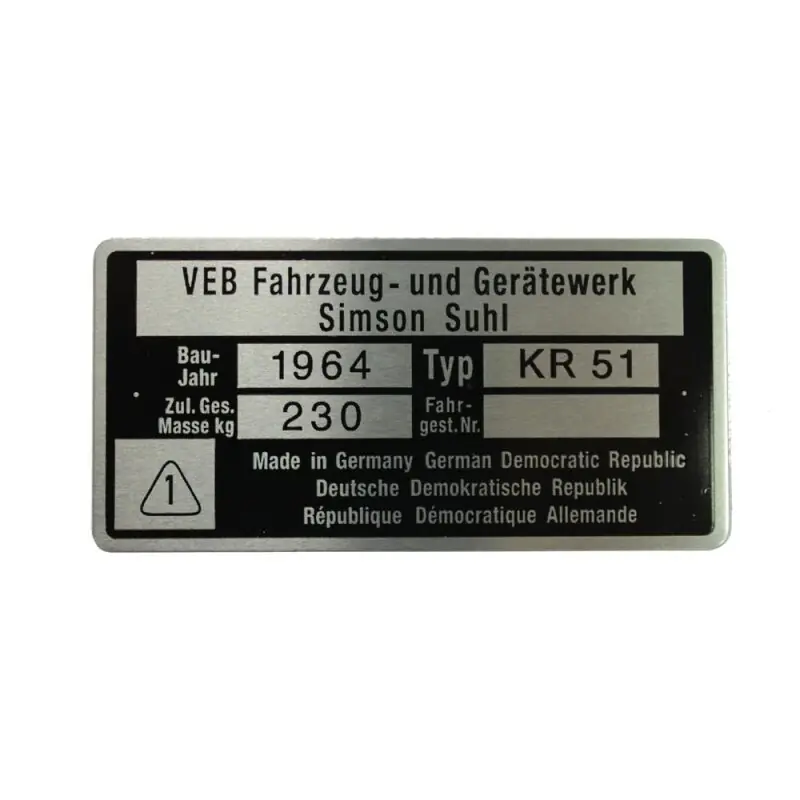 VEB Fahrzeug- und Gerätewerk
Simson Suhl
Bau-
Jahr
1964
Typ
KR 51
Zul. Ges.
Masse kg
230
Fahr-
gest.Nr.
1
Made in Germany German Democratic Republic
Deutsche Demokratische Republik
République Démocratique Allemande